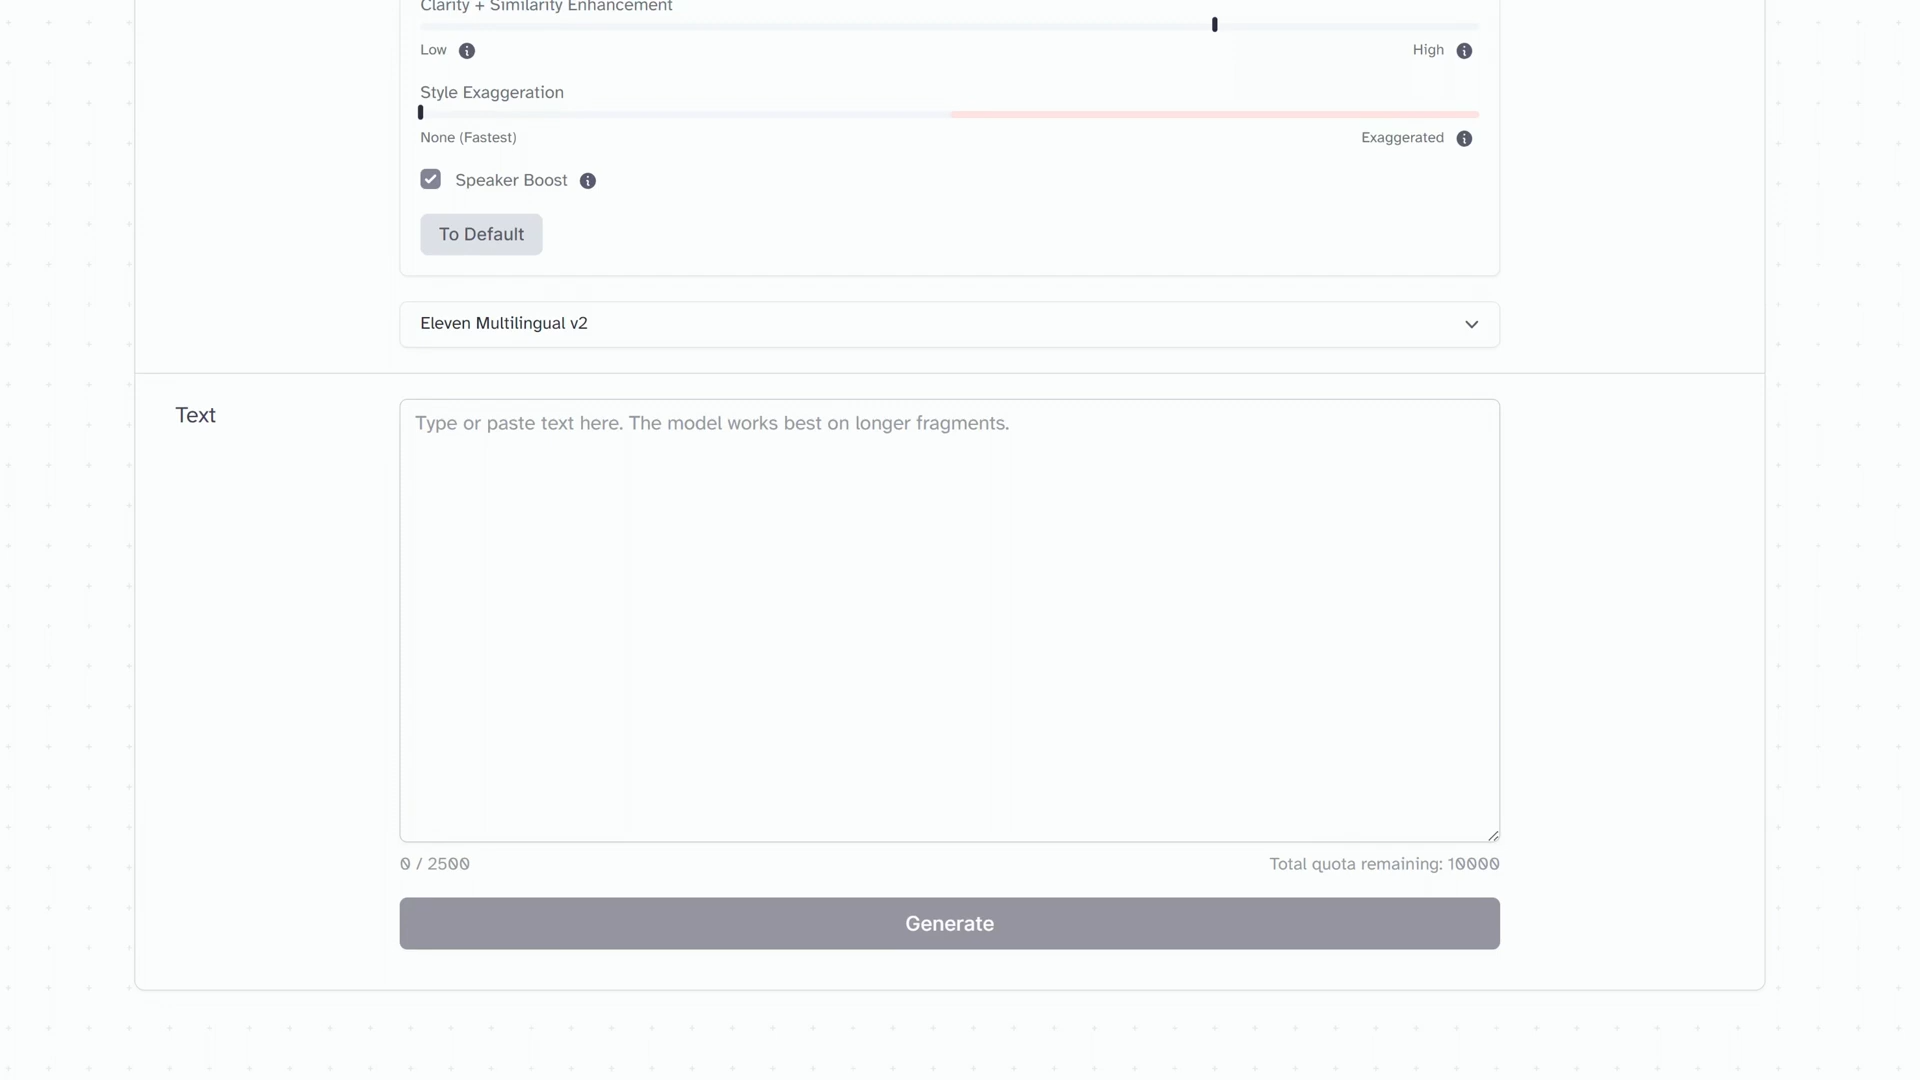 Clarity + Similarity Enhancement
Low High
Style Exaggeration
None (Fastest) Exaggerated
Speaker Boost
To Default
Eleven Multilingual v2
Text
Type or paste text here. The model works best on longer fragments.
0 / 2500 Total quota remaining: 10000
Generate